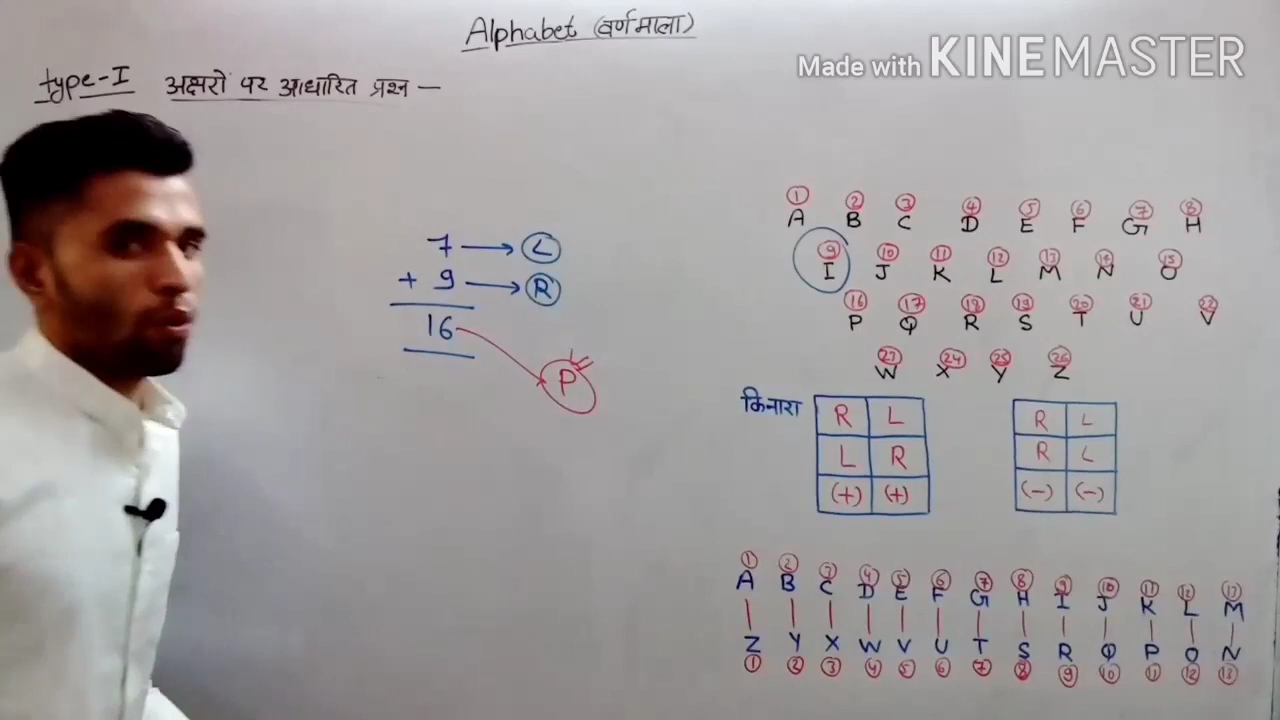 Alphabet (वर्णमाला)
Made with KINEMASTER
type-I अक्षरों पर आधारित प्रश्न —
1 2 3 4 5 6 7 8
A B C D E F G H
9 10 11 12 13 14 15
I J K L M N O
16 17 18 19 20 21 22
P Q R S T U V
23 24 25 26
W X Y Z
7 → L
+ 9 → R
16
P
किनारा
R L
L R
(+) (+)
R L
R L
(-) (-)
1 2 3 4 5 6 7 8 9 10 11 12 13
A B C D E F G H I J K L M
Z Y X W V U T S R Q P O N
1 2 3 4 5 6 7 8 9 10 11 12 13